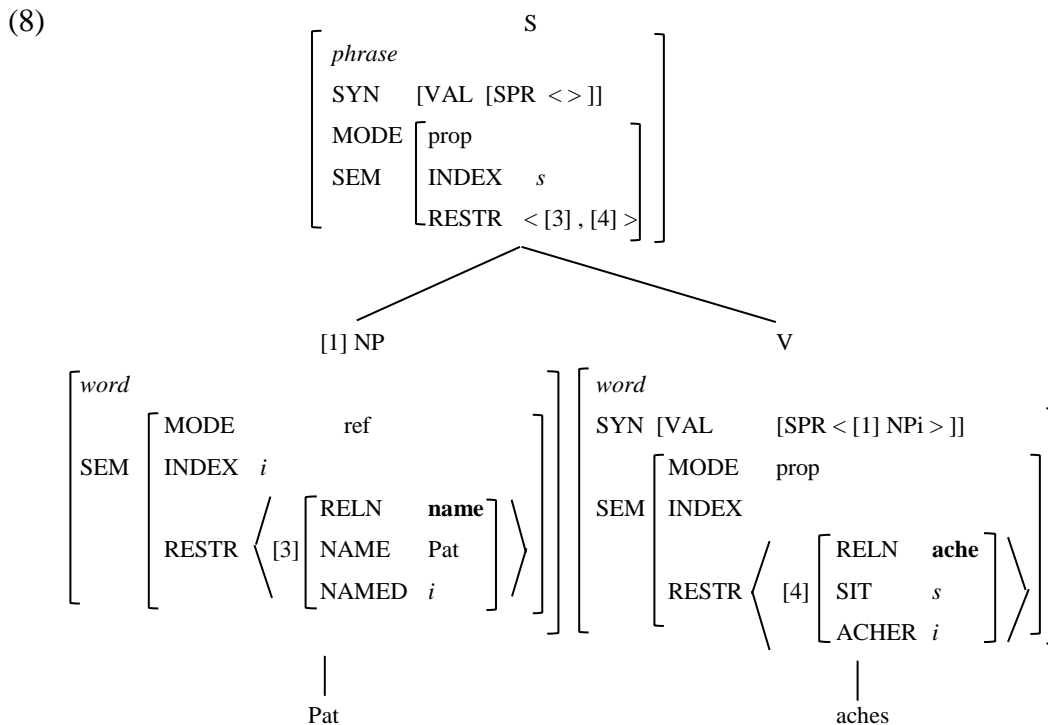 (8)
S
phrase
SYN [VAL [SPR < > ]]
MODE prop
SEM INDEX s
RESTR < [3] , [4] >
[1] NP V
word word
MODE ref SYN [VAL [SPR < [1] NPi > ]]
SEM INDEX i MODE prop
RELN name SEM INDEX
RESTR [3] NAME Pat RELN ache
NAMED i RESTR [4] SIT s
ACHER i
Pat aches